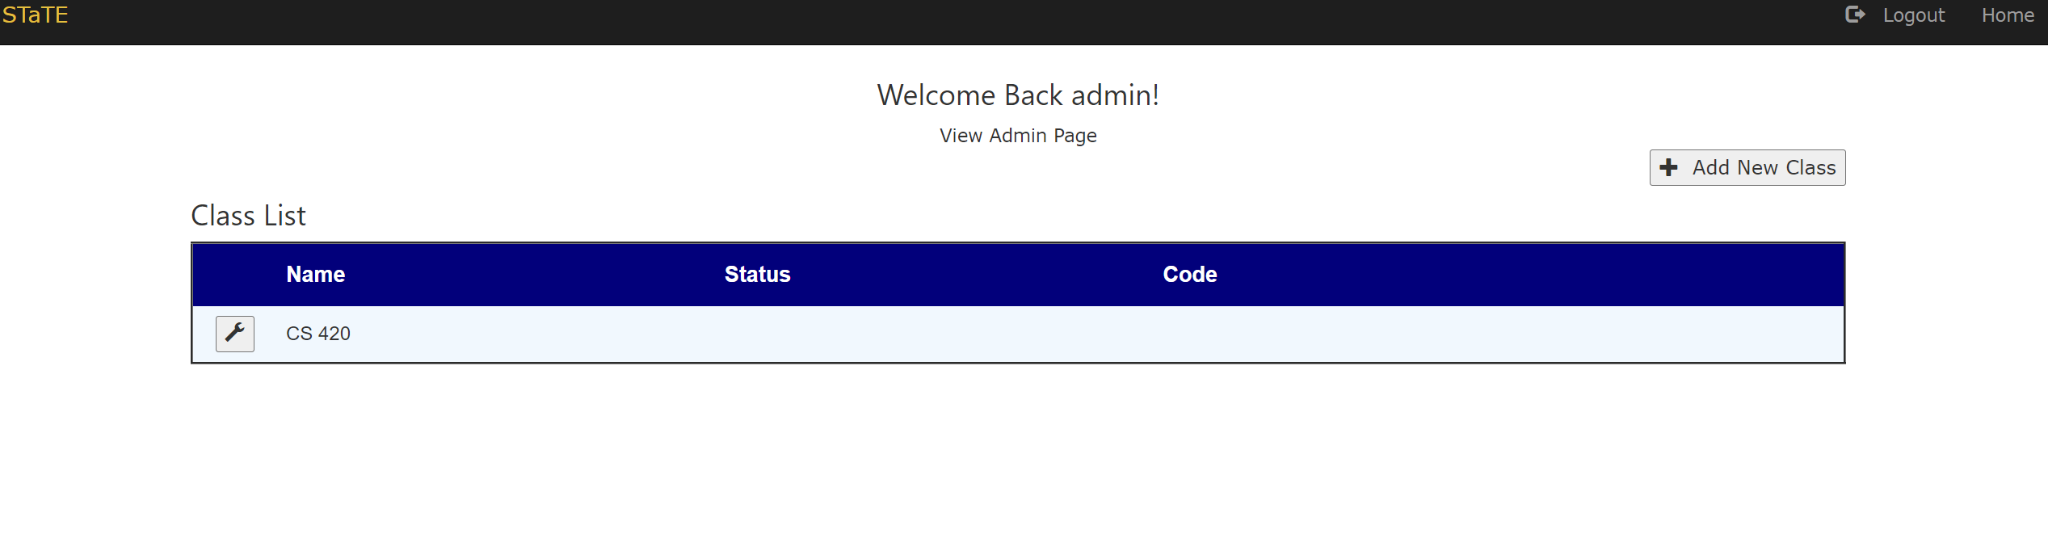 STaTE
Logout Home
Welcome Back admin!
View Admin Page
Add New Class
Class List
Name Status Code
CS 420